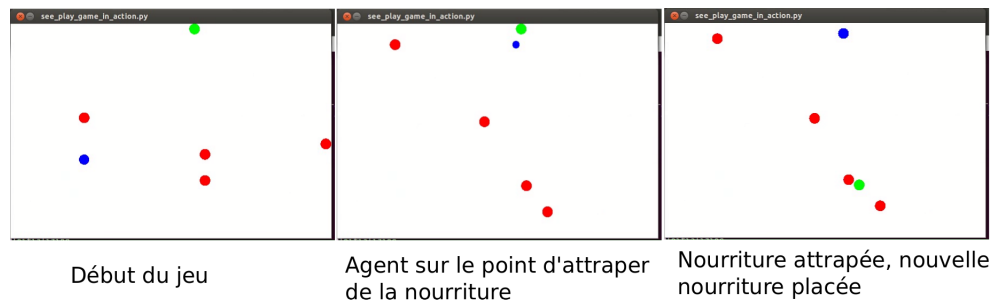 see_play_game_in_action.py
see_play_game_in_action.py
see_play_game_in_action.py
Début du jeu
Agent sur le point d'attraper
de la nourriture
Nourriture attrapée, nouvelle
nourriture placée